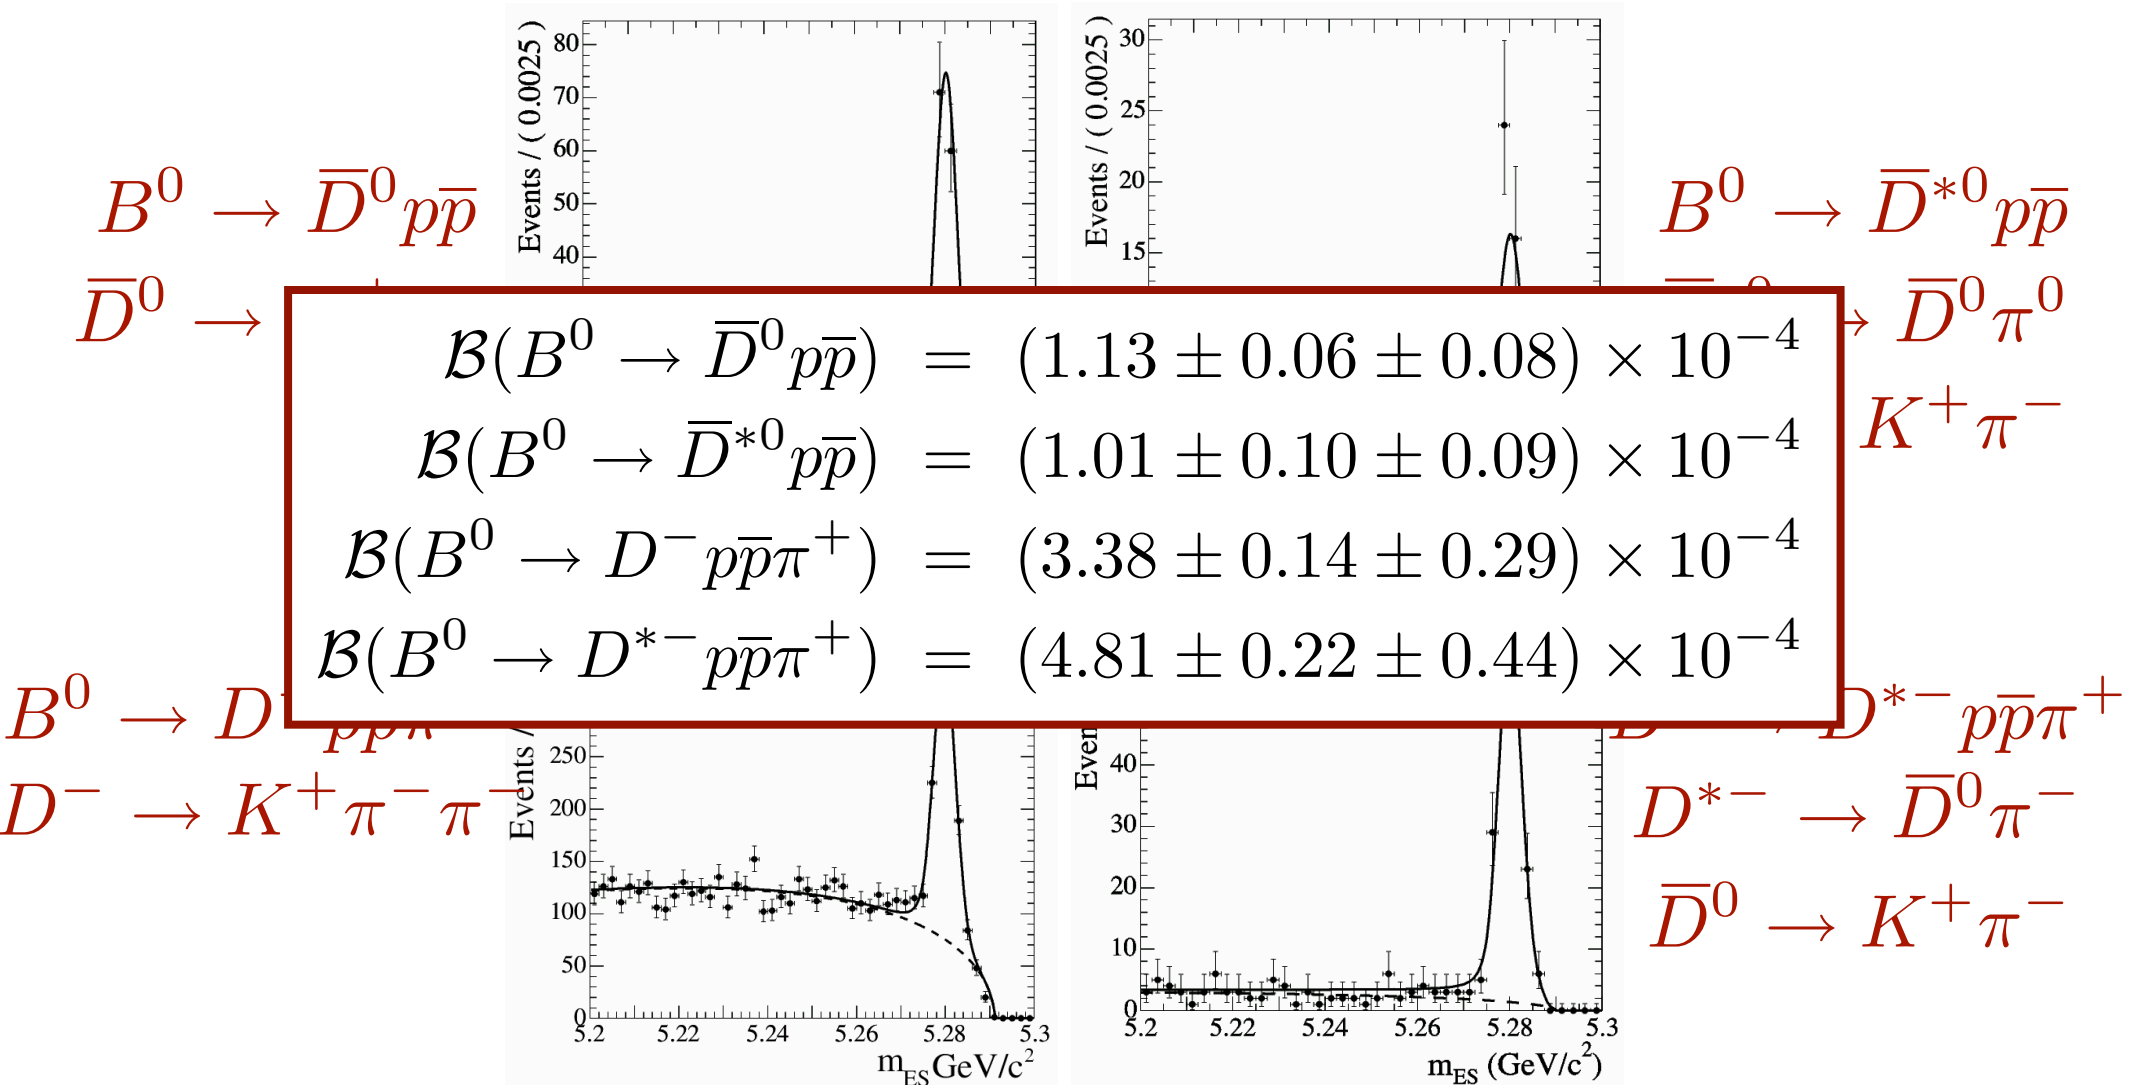 Events / ( 0.0025 )
80
70
60
50
40
Events / ( 0.0025 )
30
25
20
15
B⁰ → D̅⁰pp̅
D̅⁰ →
B⁰ → D̅*⁰pp̅
→ D̅⁰π⁰
K⁺π⁻
ℬ(B⁰ → D̅⁰pp̅) = (1.13 ± 0.06 ± 0.08) × 10⁻⁴
ℬ(B⁰ → D̅*⁰pp̅) = (1.01 ± 0.10 ± 0.09) × 10⁻⁴
ℬ(B⁰ → D⁻pp̅π⁺) = (3.38 ± 0.14 ± 0.29) × 10⁻⁴
ℬ(B⁰ → D*⁻pp̅π⁺) = (4.81 ± 0.22 ± 0.44) × 10⁻⁴
B⁰ → D
D⁻ → K⁺π⁻π⁻
Events /
250
200
150
100
50
0
5.2 5.22 5.24 5.26 5.28 5.3
m_ES GeV/c²
40
30
20
10
0
5.2 5.22 5.24 5.26 5.28 5.3
m_ES (GeV/c²)
D*⁻pp̅π⁺
D*⁻ → D̅⁰π⁻
D̅⁰ → K⁺π⁻